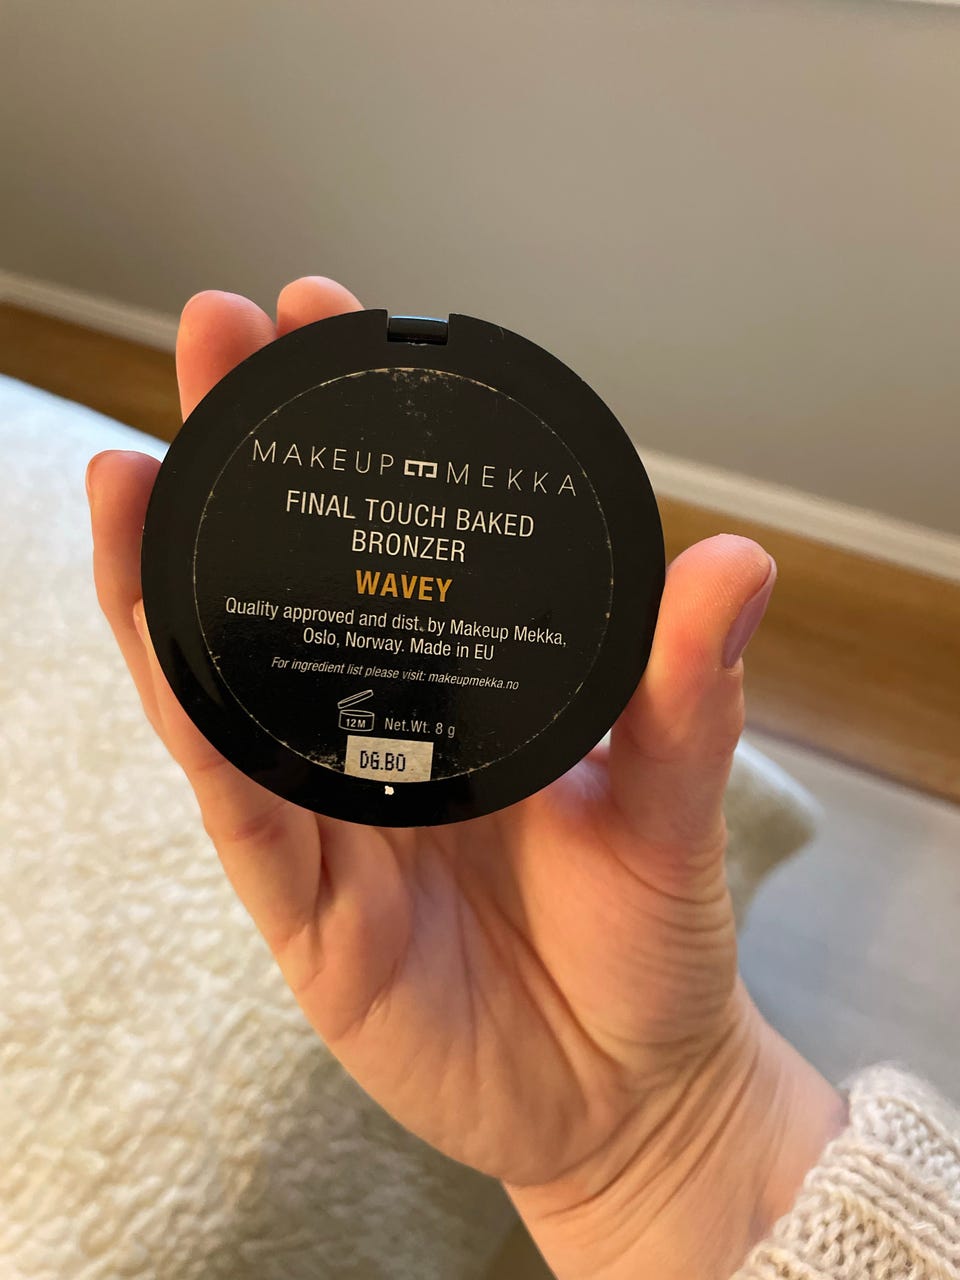 MAKEUP MEKKA
FINAL TOUCH BAKED
BRONZER
WAVEY
Quality approved and dist. by Makeup Mekka,
Oslo, Norway. Made in EU
For ingredient list please visit: makeupmekka.no
12M Net.Wt. 8 g
DG.BO